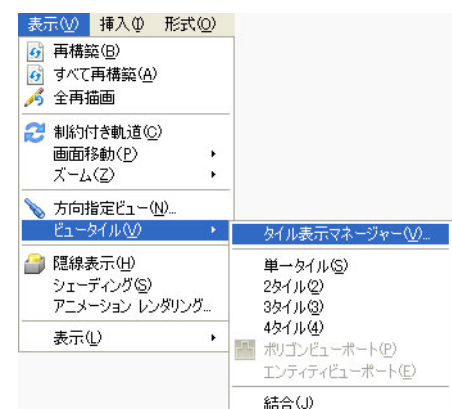 表示(V) 挿入(I) 形式(O)
再構築(B)
すべて再構築(A)
全再描画
制約付き軌道(C)
画面移動(P)
ズーム(Z)
方向指定ビュー(N)...
ビュータイル(V)
タイル表示マネージャー(V)...
隠線表示(H)
単一タイル(S)
シェーディング(S)
2タイル(2)
アニメーション レンダリング...
3タイル(3)
表示(L)
4タイル(4)
ポリゴンビューポート(P)
エンティティビューポート(E)
結合(J)